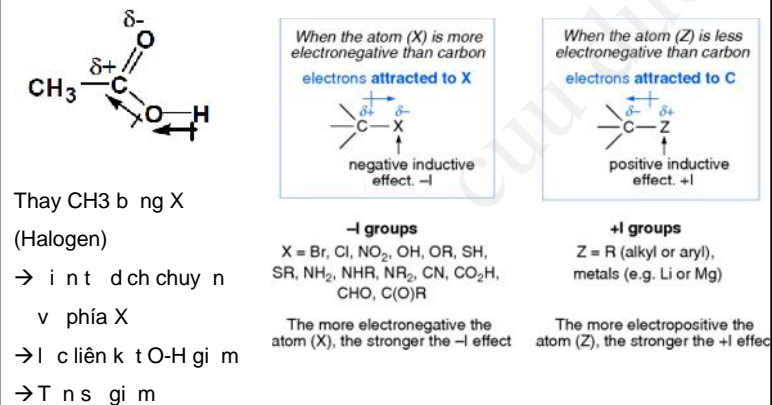 δ-
O
δ+
CH3 C
O H
Thay CH3 b ng X
(Halogen)
→ i n t d ch chuy n
v phía X
→ l c liên k t O-H gi m
→ T n s gi m
When the atom (X) is more
electronegative than carbon
electrons attracted to X
δ+ δ-
C—X
negative inductive
effect. –I
–I groups
X = Br, Cl, NO2, OH, OR, SH,
SR, NH2, NHR, NR2, CN, CO2H,
CHO, C(O)R
The more electronegative the
atom (X), the stronger the –I effect
When the atom (Z) is less
electronegative than carbon
electrons attracted to C
δ- δ+
C—Z
positive inductive
effect. +I
+I groups
Z = R (alkyl or aryl),
metals (e.g. Li or Mg)
The more electropositive the
atom (Z), the stronger the +I effec
cuu du